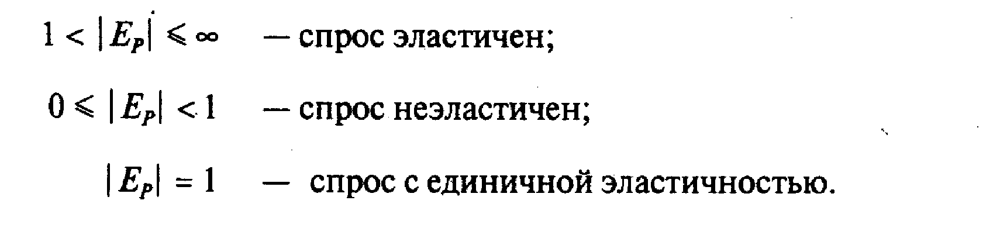 1 < |E_P| ⩽ ∞ — спрос эластичен;
0 ⩽ |E_P| < 1 — спрос неэластичен;
|E_P| = 1 — спрос с единичной эластичностью.